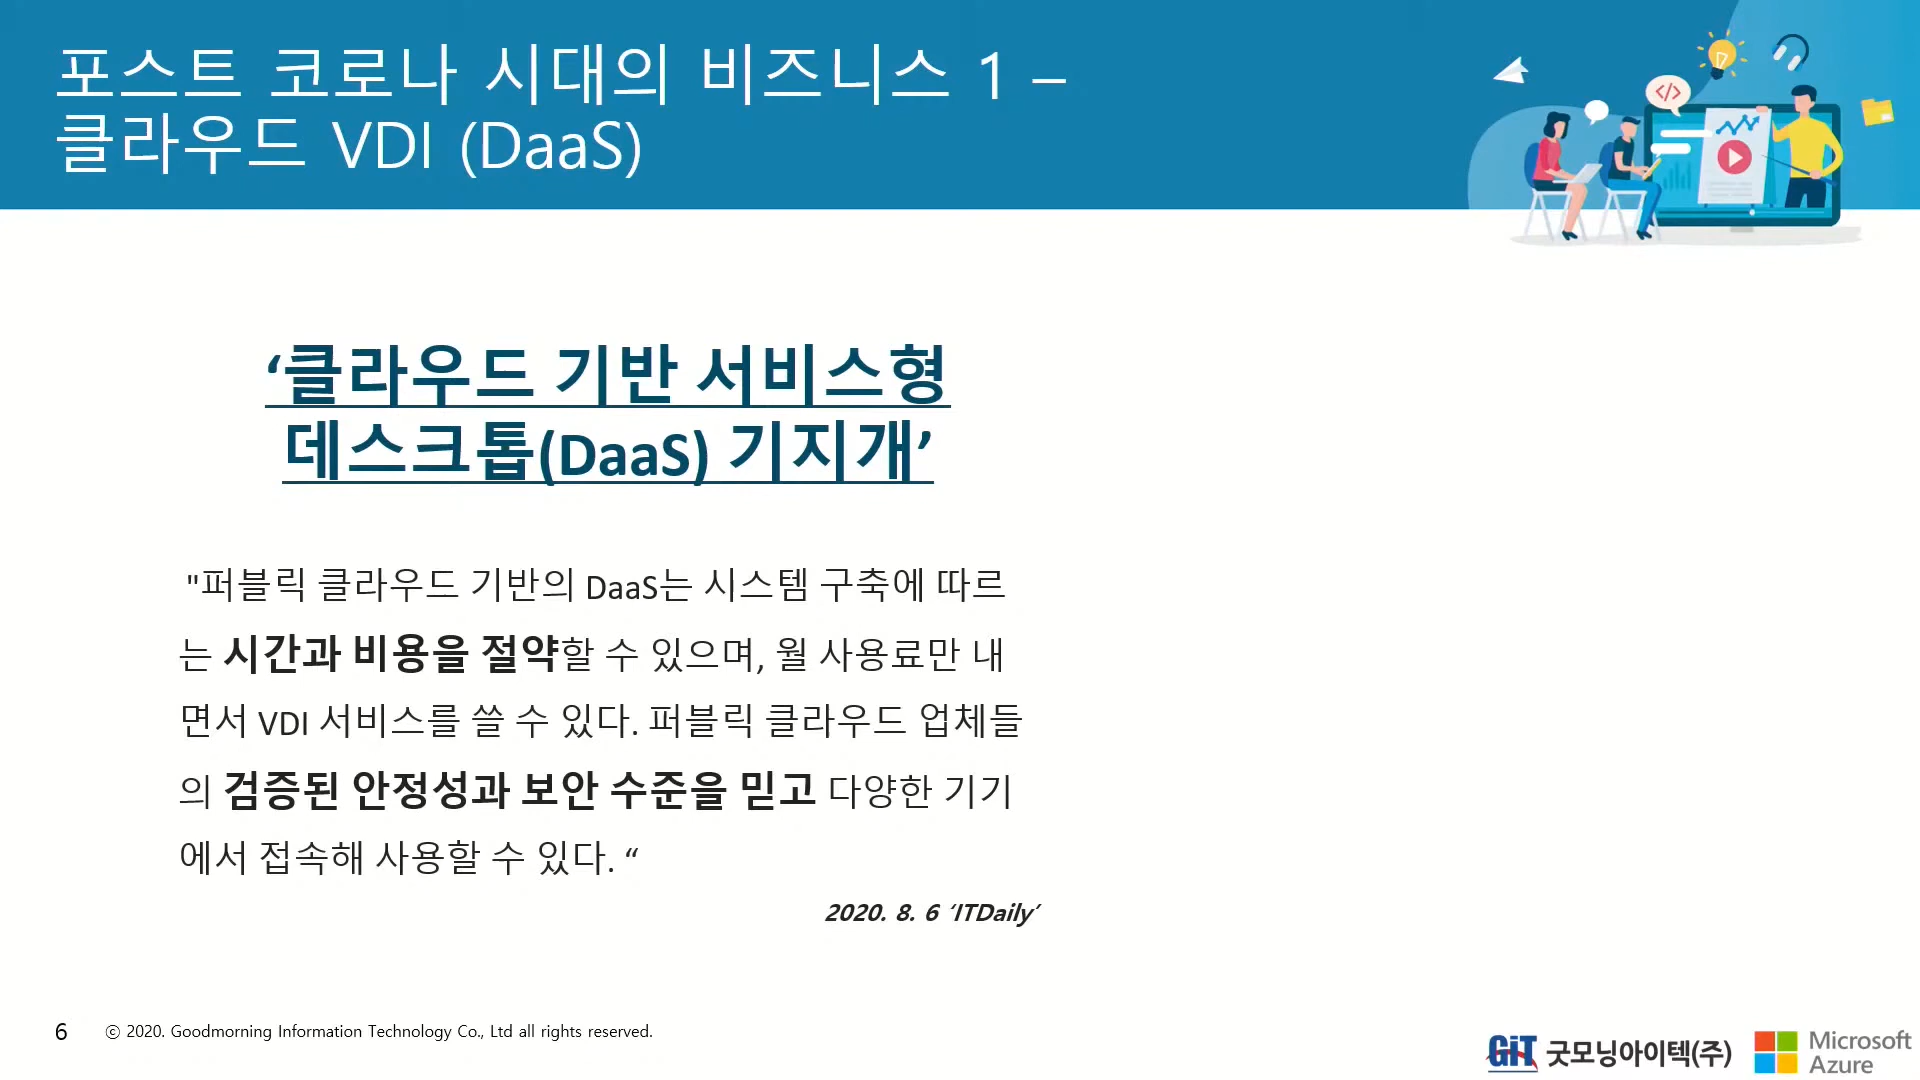 포스트 코로나 시대의 비즈니스 1 –
클라우드 VDI (DaaS)
</>
‘클라우드 기반 서비스형
데스크톱(DaaS) 기지개’
"퍼블릭 클라우드 기반의 DaaS는 시스템 구축에 따르
는 시간과 비용을 절약할 수 있으며, 월 사용료만 내
면서 VDI 서비스를 쓸 수 있다. 퍼블릭 클라우드 업체들
의 검증된 안정성과 보안 수준을 믿고 다양한 기기
에서 접속해 사용할 수 있다. “
2020. 8. 6 ‘ITDaily’
6
© 2020. Goodmorning Information Technology Co., Ltd all rights reserved.
GiT 굿모닝아이텍(주)
Microsoft
Azure